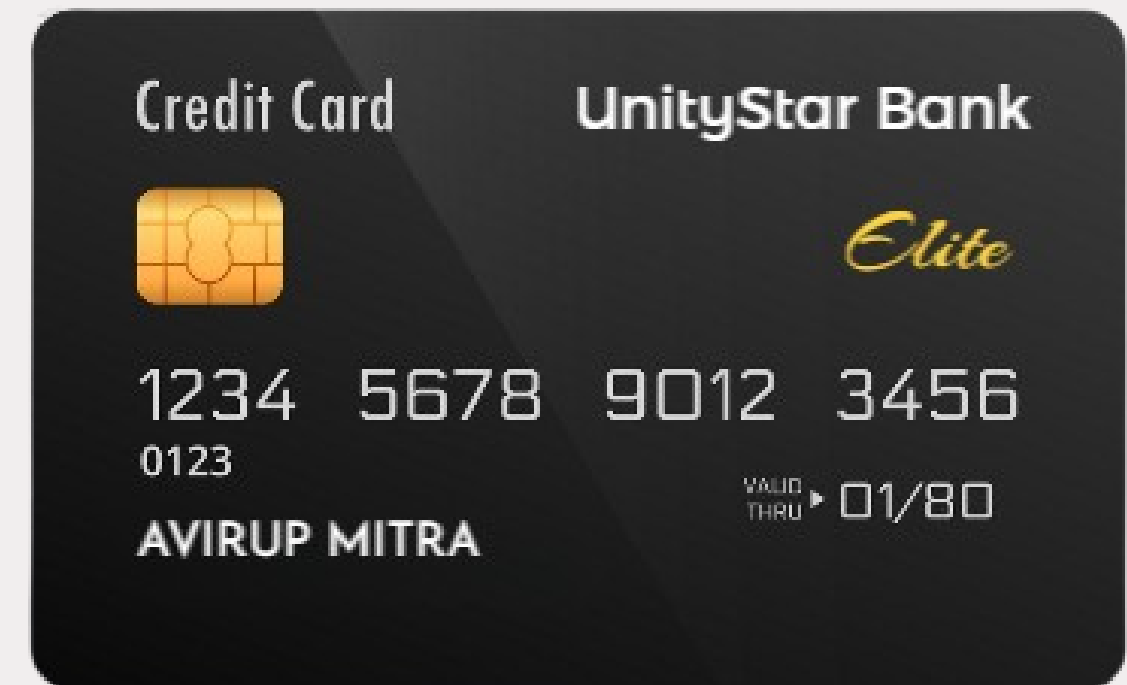 Credit Card
UnityStar Bank
Elite
1234 5678 9012 3456
0123
VALID
THRU
01/80
AVIRUP MITRA